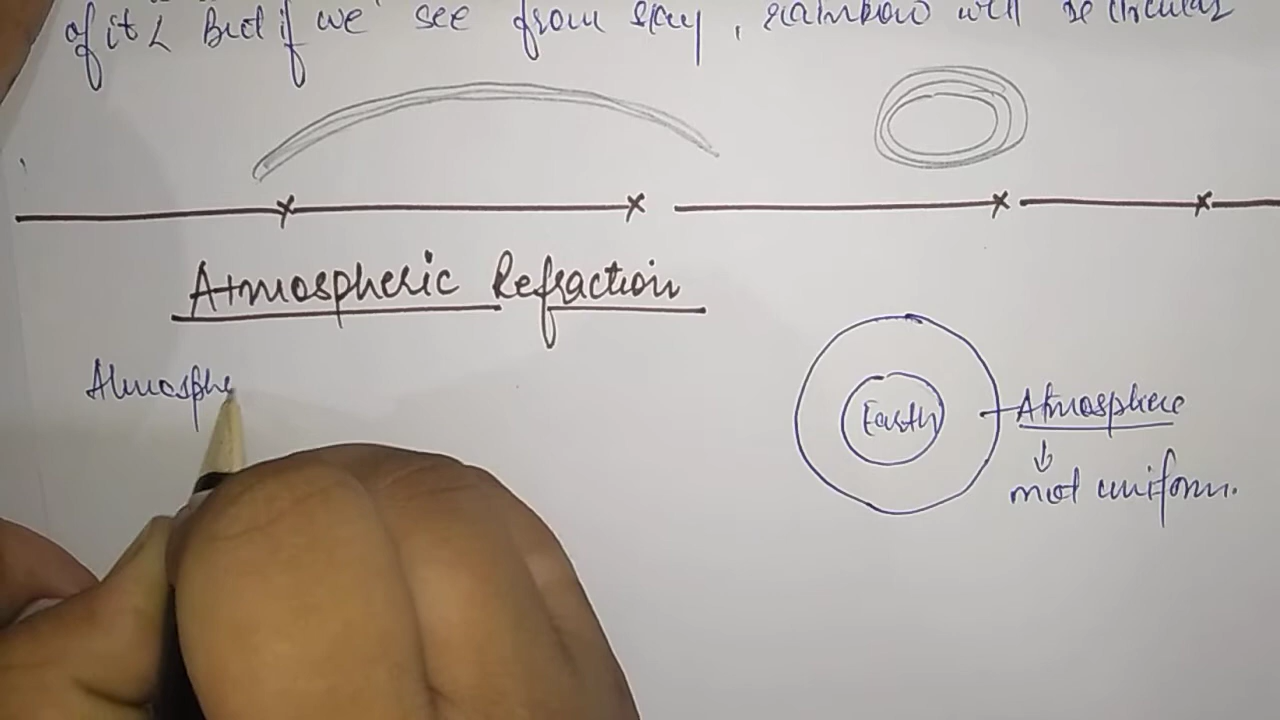 of it. But if we see from sky, rainbow will be circular
Atmospheric Refraction
Atmosphe
Earth
Atmosphere
not uniform.